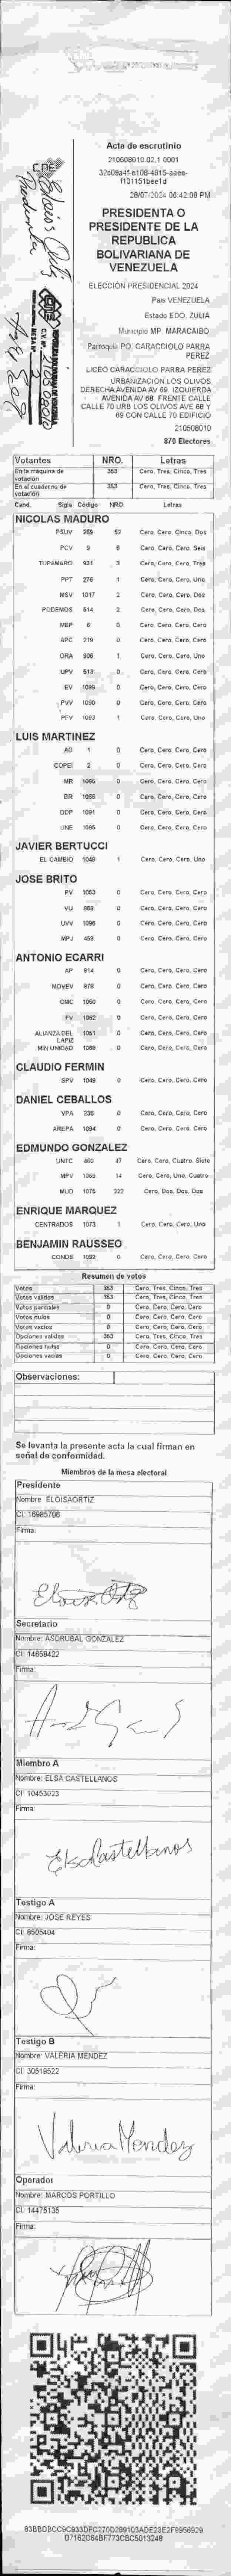 Acta de escrutinio
210508010.02.1.0001
28/07/2024 06:42:08 PM
PRESIDENTA O
PRESIDENTE DE LA
REPUBLICA
BOLIVARIANA DE
VENEZUELA
ELECCIÓN PRESIDENCIAL 2024
Pais VENEZUELA
Estado EDO. ZULIA
Municipio MP. MARACAIBO
Parroquia PQ. CARACCIOLO PARRA
PEREZ
LICEO CARACCIOLO PARRA PEREZ
URBANIZACIÓN LOS OLIVOS
DERECHA AVENIDA AV 69. IZQUIERDA
AVENIDA AV 68. FRENTE CALLE
CALLE 70 URB LOS OLIVOS AVE 68 Y
69 CON CALLE 70 EDIFICIO
210508010
870 Electores
CNE
Votantes NRO. Letras
En la máquina de votación 353 Cero, Tres, Cinco, Tres
En el cuaderno de votación 353 Cero, Tres, Cinco, Tres
Cand. Sigla Código NRO. Letras
NICOLAS MADURO
PSUV 269 52 Cero, Cero, Cinco, Dos
PCV 9 6 Cero, Cero, Cero, Seis
TUPAMARO 931 3 Cero, Cero, Cero, Tres
PPT 276 1 Cero, Cero, Cero, Uno
MSV 1017 2 Cero, Cero, Cero, Dos
PODEMOS 514 2 Cero, Cero, Cero, Dos
MEP 6 0 Cero, Cero, Cero, Cero
APC 219 0 Cero, Cero, Cero, Cero
ORA 906 1 Cero, Cero, Cero, Uno
UPV 513 0 Cero, Cero, Cero, Cero
EV 1099 0 Cero, Cero, Cero, Cero
PVV 1090 0 Cero, Cero, Cero, Cero
PFV 1093 1 Cero, Cero, Cero, Uno
LUIS MARTINEZ
AD 1 0 Cero, Cero, Cero, Cero
COPEI 2 0 Cero, Cero, Cero, Cero
MR 1066 0 Cero, Cero, Cero, Cero
BR 0 Cero, Cero, Cero, Cero
DDP 1091 0 Cero, Cero, Cero, Cero
UNE 1095 0 Cero, Cero, Cero, Cero
JAVIER BERTUCCI
EL CAMBIO 1048 1 Cero, Cero, Cero, Uno
JOSE BRITO
PV 1053 0 Cero, Cero, Cero, Cero
VU 868 0 Cero, Cero, Cero, Cero
UVV 1096 0 Cero, Cero, Cero, Cero
MPJ 458 0 Cero, Cero, Cero, Cero
ANTONIO ECARRI
AP 914 0 Cero, Cero, Cero, Cero
MOVEV 878 0 Cero, Cero, Cero, Cero
CMC 1050 0 Cero, Cero, Cero, Cero
FV 1062 0 Cero, Cero, Cero, Cero
ALIANZA DEL LAPIZ 1051 0 Cero, Cero, Cero, Cero
MIN UNIDAD 1069 0 Cero, Cero, Cero, Cero
CLAUDIO FERMIN
SPV 1049 0 Cero, Cero, Cero, Cero
DANIEL CEBALLOS
VPA 236 0 Cero, Cero, Cero, Cero
AREPA 1094 0 Cero, Cero, Cero, Cero
EDMUNDO GONZALEZ
UNTC 460 47 Cero, Cero, Cuatro, Siete
MPV 1069 14 Cero, Cero, Uno, Cuatro
MUD 1075 222 Cero, Dos, Dos, Dos
ENRIQUE MARQUEZ
CENTRADOS 1073 1 Cero, Cero, Cero, Uno
BENJAMIN RAUSSEO
CONDE 1092 0 Cero, Cero, Cero, Cero
Resumen de votos
Votos 353 Cero, Tres, Cinco, Tres
Votos válidos 353 Cero, Tres, Cinco, Tres
Votos parciales 0 Cero, Cero, Cero, Cero
Votos nulos 0 Cero, Cero, Cero, Cero
Votos vacíos 0 Cero, Cero, Cero, Cero
Opciones válidas 353 Cero, Tres, Cinco, Tres
Opciones nulas 0 Cero, Cero, Cero, Cero
Opciones vacías 0 Cero, Cero, Cero, Cero
Observaciones:
Se levanta la presente acta la cual firman en
señal de conformidad.
Miembros de la mesa electoral
Presidente
Nombre: ELOISAORTIZ
CI: 16985706
Firma:
Secretario
Nombre: ASDRUBAL GONZALEZ
CI: 14658422
Firma:
Miembro A
Nombre: ELSA CASTELLANOS
CI: 10453023
Firma:
Elsa Castellanos
Testigo A
Nombre: JOSE REYES
CI: 6505404
Firma:
Testigo B
Nombre: VALERIA MENDEZ
CI: 30519522
Firma:
Valeria Mendez
Operador
Nombre: MARCOS PORTILLO
CI: 14475135
Firma: